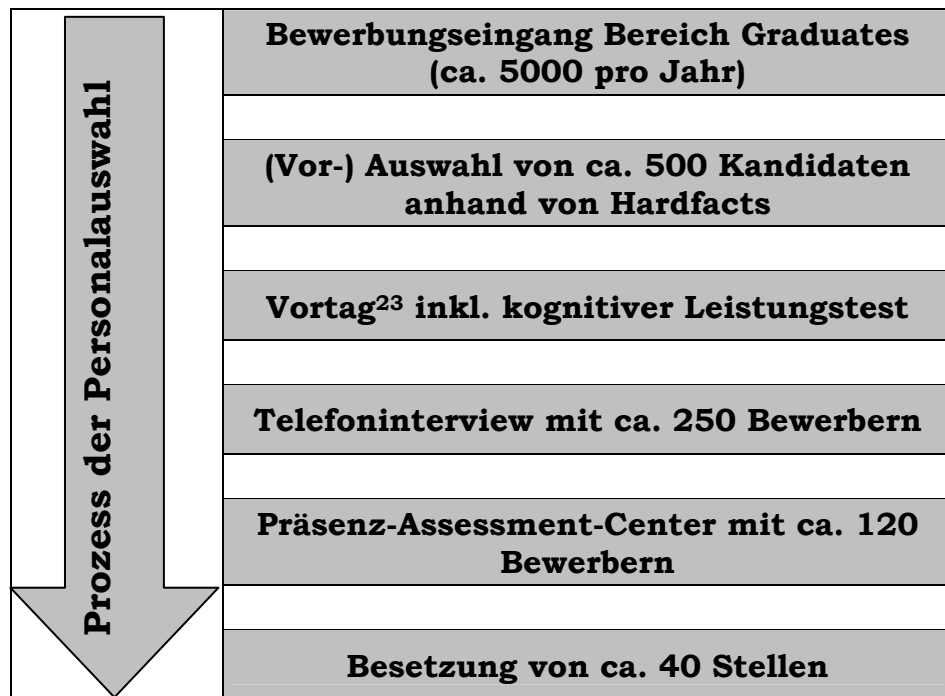 Prozess der Personalauswahl
Bewerbungseingang Bereich Graduates
(ca. 5000 pro Jahr)
(Vor-) Auswahl von ca. 500 Kandidaten
anhand von Hardfacts
Vortag²³ inkl. kognitiver Leistungstest
Telefoninterview mit ca. 250 Bewerbern
Präsenz-Assessment-Center mit ca. 120
Bewerbern
Besetzung von ca. 40 Stellen